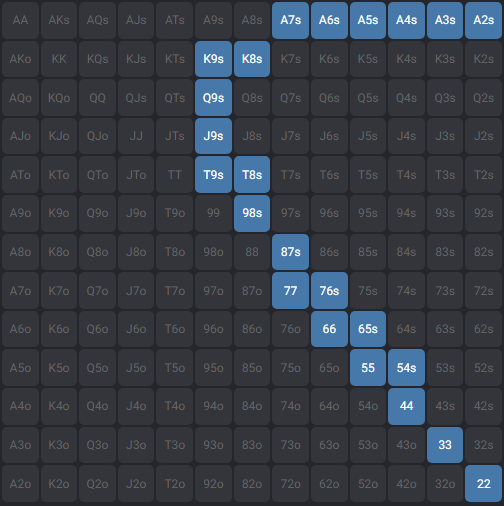 AA AKs AQs AJs ATs A9s A8s A7s A6s A5s A4s A3s A2s
AKo KK KQs KJs KTs K9s K8s K7s K6s K5s K4s K3s K2s
AQo KQo QQ QJs QTs Q9s Q8s Q7s Q6s Q5s Q4s Q3s Q2s
AJo KJo QJo JJ JTs J9s J8s J7s J6s J5s J4s J3s J2s
ATo KTo QTo JTo TT T9s T8s T7s T6s T5s T4s T3s T2s
A9o K9o Q9o J9o T9o 99 98s 97s 96s 95s 94s 93s 92s
A8o K8o Q8o J8o T8o 98o 88 87s 86s 85s 84s 83s 82s
A7o K7o Q7o J7o T7o 97o 87o 77 76s 75s 74s 73s 72s
A6o K6o Q6o J6o T6o 96o 86o 76o 66 65s 64s 63s 62s
A5o K5o Q5o J5o T5o 95o 85o 75o 65o 55 54s 53s 52s
A4o K4o Q4o J4o T4o 94o 84o 74o 64o 54o 44 43s 42s
A3o K3o Q3o J3o T3o 93o 83o 73o 63o 53o 43o 33 32s
A2o K2o Q2o J2o T2o 92o 82o 72o 62o 52o 42o 32o 22